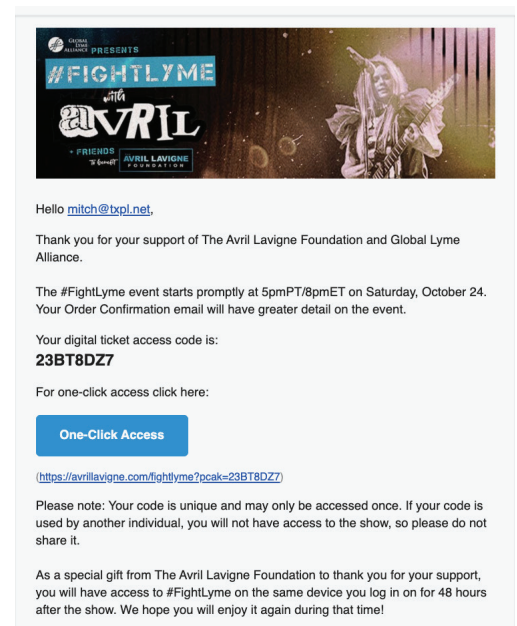 GLOBAL
LYME
ALLIANCE PRESENTS
#FIGHTLYME
with
AVRIL
+ FRIENDS
To benefit AVRIL LAVIGNE
FOUNDATION
Hello mitch@txpl.net,
Thank you for your support of The Avril Lavigne Foundation and Global Lyme
Alliance.
The #FightLyme event starts promptly at 5pmPT/8pmET on Saturday, October 24.
Your Order Confirmation email will have greater detail on the event.
Your digital ticket access code is:
23BT8DZ7
For one-click access click here:
One-Click Access
(https://avrillavigne.com/fightlyme?pcak=23BT8DZ7)
Please note: Your code is unique and may only be accessed once. If your code is
used by another individual, you will not have access to the show, so please do not
share it.
As a special gift from The Avril Lavigne Foundation to thank you for your support,
you will have access to #FightLyme on the same device you log in on for 48 hours
after the show. We hope you will enjoy it again during that time!